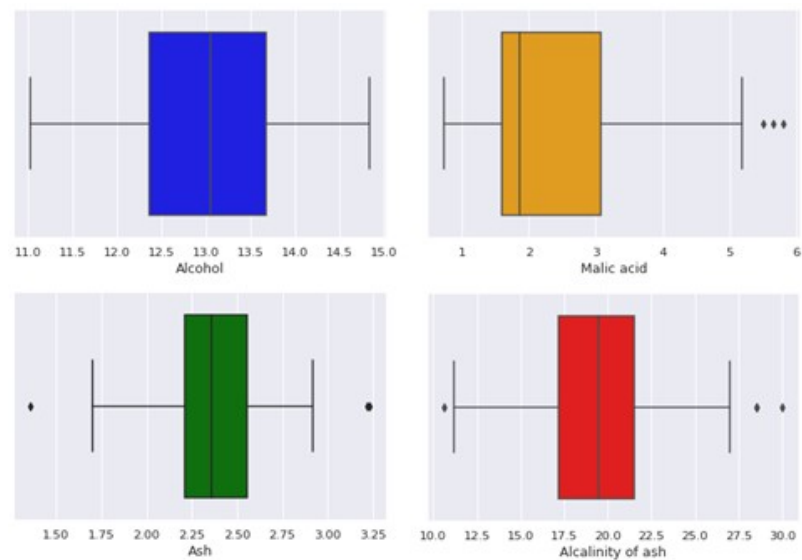 11.0 11.5 12.0 12.5 13.0 13.5 14.0 14.5 15.0
Alcohol
1 2 3 4 5 6
Malic acid
1.50 1.75 2.00 2.25 2.50 2.75 3.00 3.25
Ash
10.0 12.5 15.0 17.5 20.0 22.5 25.0 27.5 30.0
Alcalinity of ash